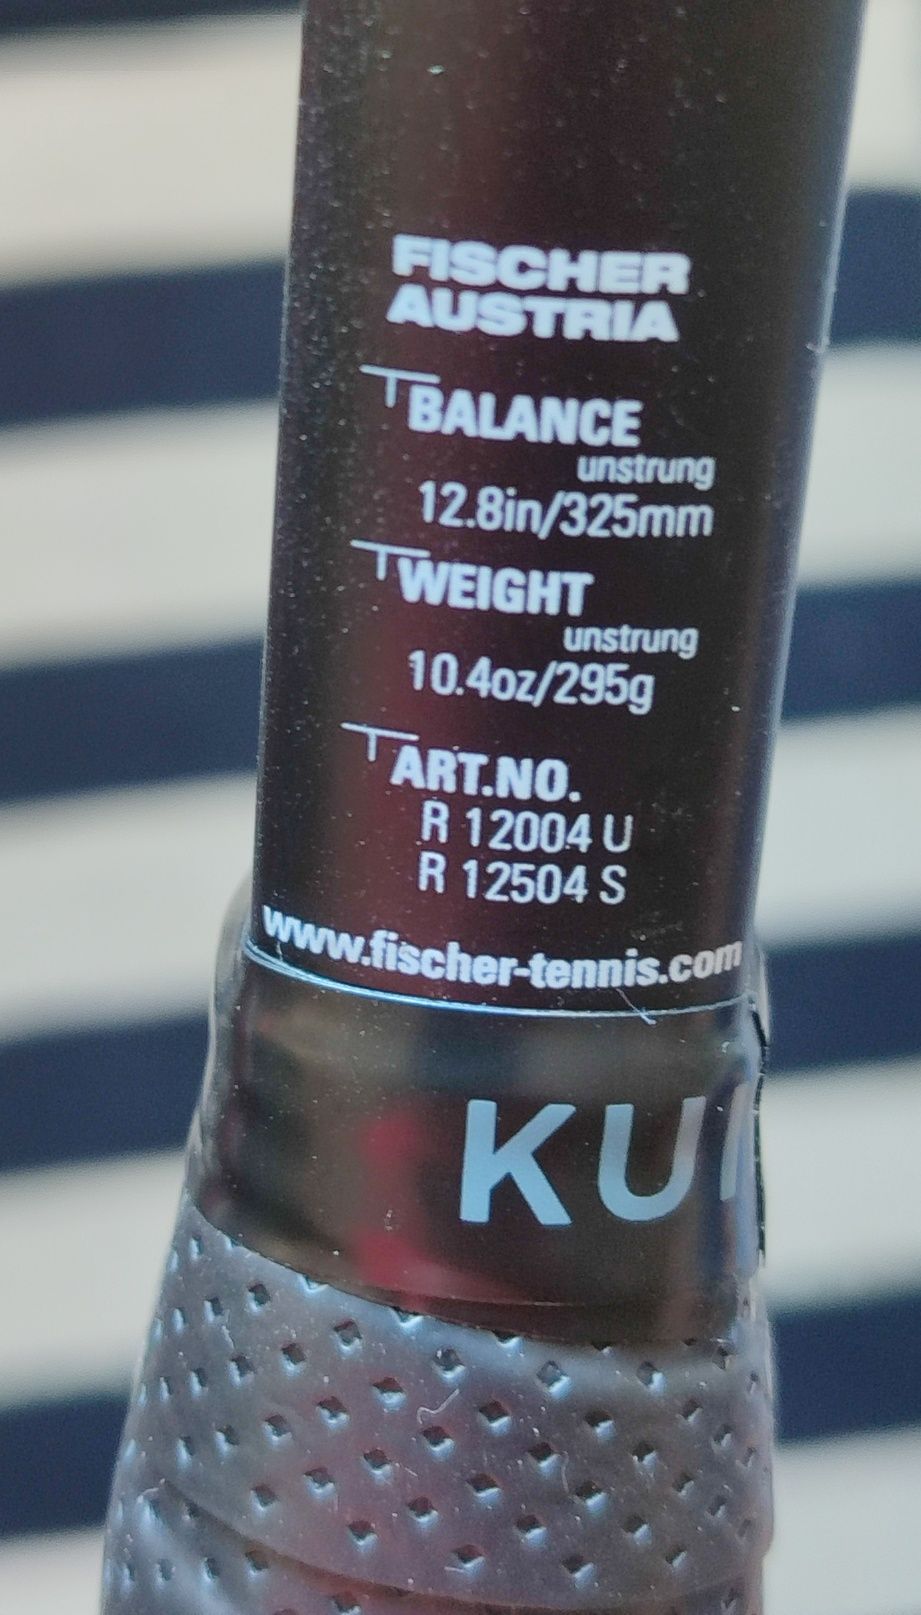 FISCHER
AUSTRIA
BALANCE
unstrung
12.8in/325mm
WEIGHT
unstrung
10.4oz/295g
ART.NO.
R 12004 U
R 12504 S
www.fischer-tennis.com